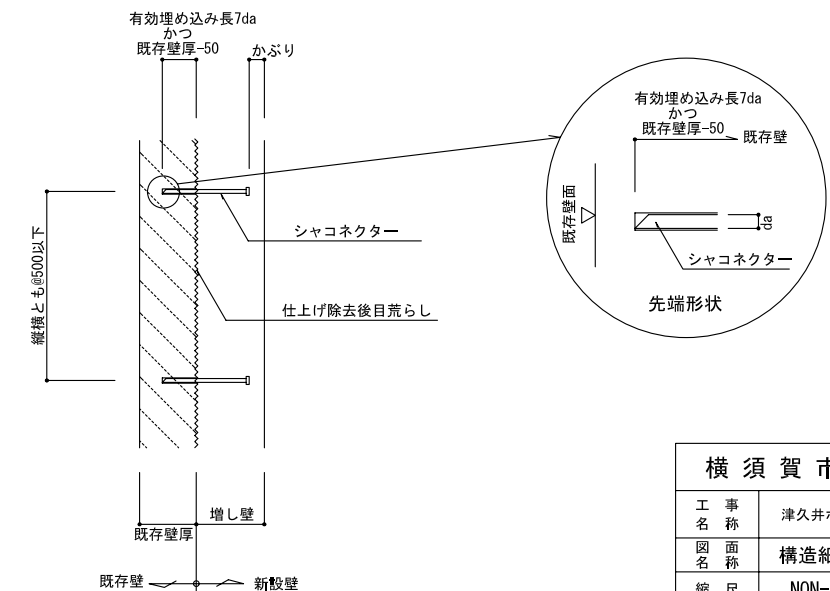 有効埋め込み長7da
かつ
既存壁厚-50
かぶり
シャコネクター
縦横とも@500以下
仕上げ除去後目荒らし
増し壁
既存壁厚
既存壁
新設壁
有効埋め込み長7da
かつ
既存壁厚-50
既存壁
既存壁面
da
シャコネクター
先端形状
横須賀市
工事
名称
津久井
図面
名称
構造細
縮尺
NON-